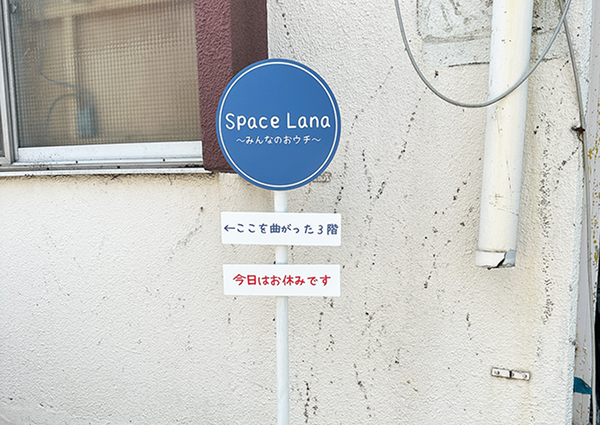 Space Lana
～みんなのおウチ～
←ここを曲がった3階
今日はお休みです